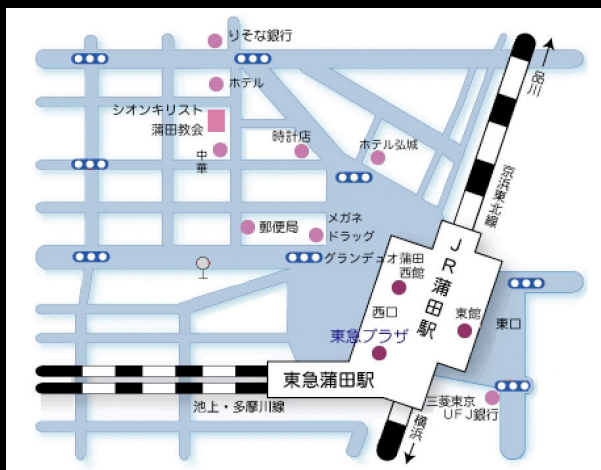 りそな銀行
ホテル
シオンキリスト
蒲田教会
中華
時計店
ホテル弘城
品川
京浜東北線
郵便局
メガネ
ドラッグ
グランデュオ蒲田
西館
JR蒲田駅
西口
東館
東口
東急プラザ
東急蒲田駅
池上・多摩川線
横浜
三菱東京
UFJ銀行